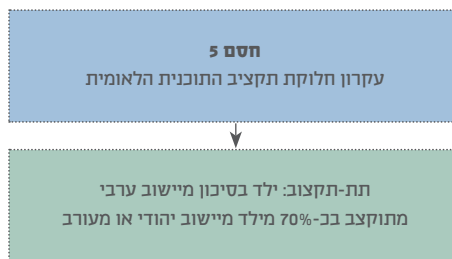 חסם 5
עקרון חלוקת תקציב התוכנית הלאומית
תת-תקצוב: ילד בסיכון מיישוב ערבי
מתוקצב בכ-70% מילד מיישוב יהודי או מעורב